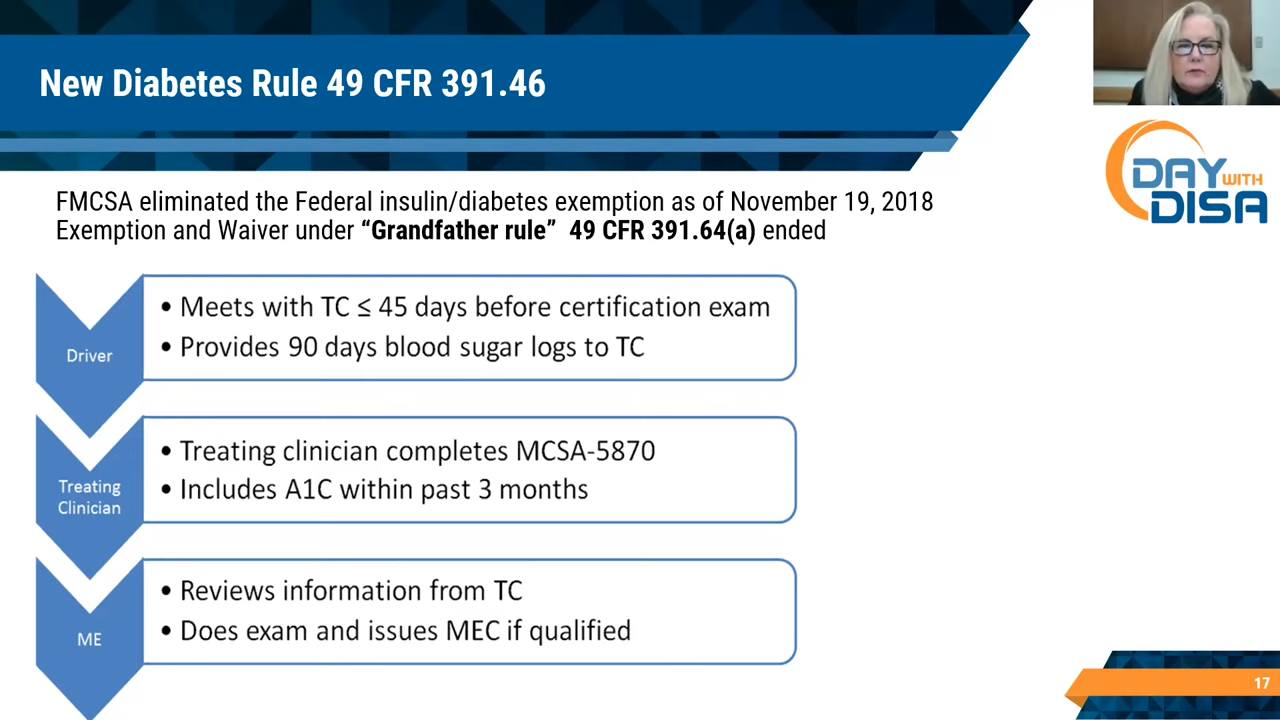 New Diabetes Rule 49 CFR 391.46
DAY WITH
DISA
FMCSA eliminated the Federal insulin/diabetes exemption as of November 19, 2018
Exemption and Waiver under “Grandfather rule”  49 CFR 391.64(a) ended
Driver
• Meets with TC ≤ 45 days before certification exam
• Provides 90 days blood sugar logs to TC
Treating
Clinician
• Treating clinician completes MCSA-5870
• Includes A1C within past 3 months
ME
• Reviews information from TC
• Does exam and issues MEC if qualified
17